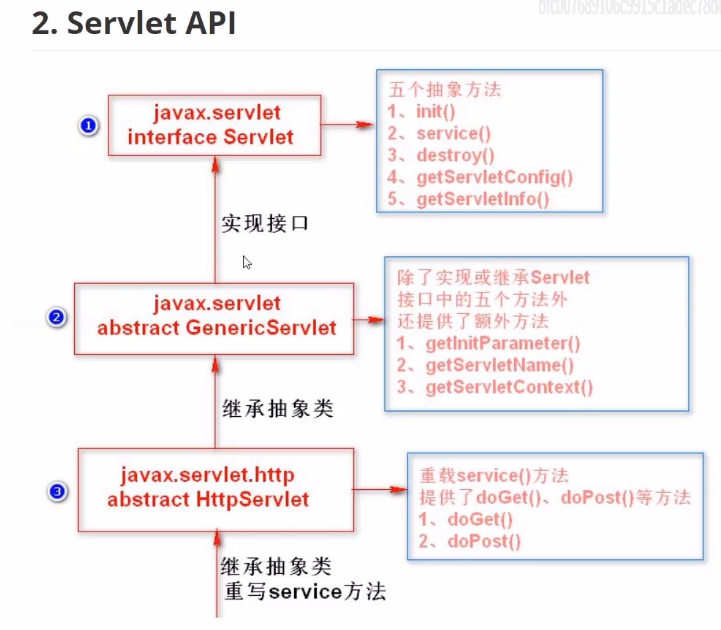 2. Servlet API
1
javax.servlet
interface Servlet
五个抽象方法
1、init()
2、service()
3、destroy()
4、getServletConfig()
5、getServletInfo()
实现接口
2
javax.servlet
abstract GenericServlet
除了实现或继承Servlet
接口中的五个方法外
还提供了额外方法
1、getInitParameter()
2、getServletName()
3、getServletContext()
继承抽象类
3
javax.servlet.http
abstract HttpServlet
重载service()方法
提供了doGet()、doPost()等方法
1、doGet()
2、doPost()
继承抽象类
重写service方法